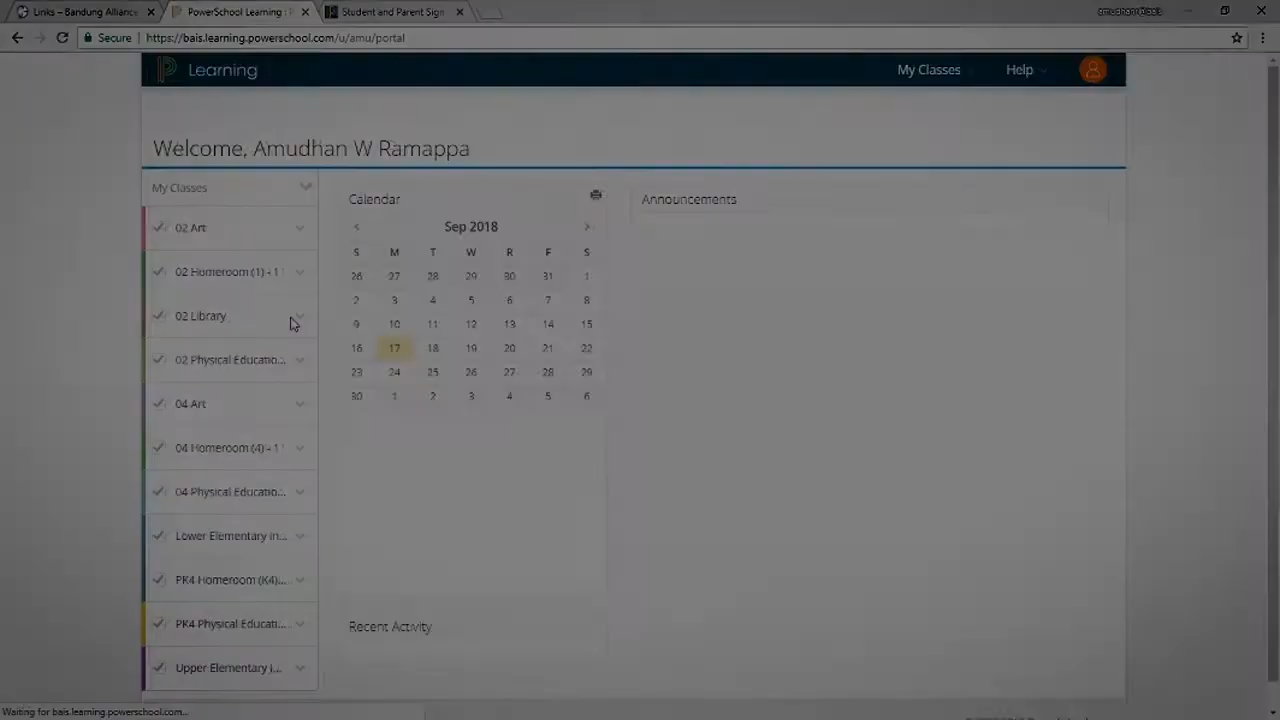 Links – Bandung Alliance
PowerSchool Learning : P
Student and Parent Sign
Secure
https://bais.learning.powerschool.com/u/amu/portal
Learning
My Classes
Help
Welcome, Amudhan W Ramappa
My Classes
02 Art
02 Homeroom (1) - 1
02 Library
02 Physical Educatio...
04 Art
04 Homeroom (4) - 1
04 Physical Educatio...
Lower Elementary In...
PK4 Homeroom (K4)...
PK4 Physical Educati...
Upper Elementary I...
Calendar
< Sep 2018 >
S M T W R F S
26 27 28 29 30 31 1
2 3 4 5 6 7 8
9 10 11 12 13 14 15
16 17 18 19 20 21 22
23 24 25 26 27 28 29
30 1 2 3 4 5 6
Recent Activity
Announcements
Waiting for bais.learning.powerschool.com...